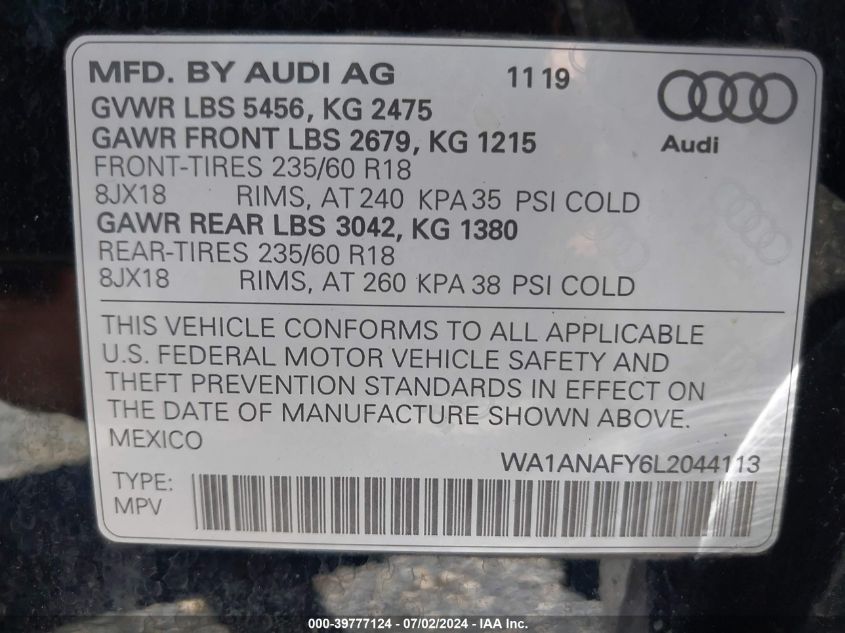 MFD. BY AUDI AG 11 19
GVWR LBS 5456, KG 2475
GAWR FRONT LBS 2679, KG 1215
Audi
FRONT-TIRES 235/60 R18
8JX18 RIMS, AT 240 KPA 35 PSI COLD
GAWR REAR LBS 3042, KG 1380
REAR-TIRES 235/60 R18
8JX18 RIMS, AT 260 KPA 38 PSI COLD
THIS VEHICLE CONFORMS TO ALL APPLICABLE
U.S. FEDERAL MOTOR VEHICLE SAFETY AND
THEFT PREVENTION STANDARDS IN EFFECT ON
THE DATE OF MANUFACTURE SHOWN ABOVE.
MEXICO
WA1ANAFY6L2044113
TYPE:
MPV
000-39777124 - 07/02/2024 - IAA Inc.